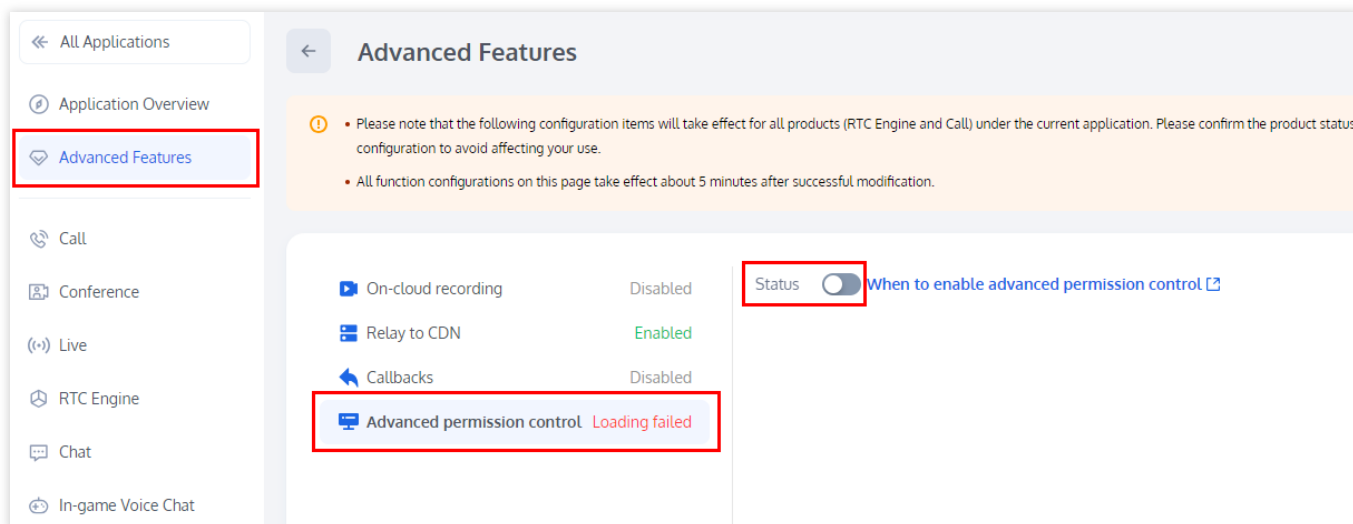 All Applications
Application Overview
Advanced Features
Call
Conference
Live
RTC Engine
Chat
In-game Voice Chat
Advanced Features
• Please note that the following configuration items will take effect for all products (RTC Engine and Call) under the current application. Please confirm the product status
configuration to avoid affecting your use.
• All function configurations on this page take effect about 5 minutes after successful modification.
On-cloud recording Disabled
Relay to CDN Enabled
Callbacks Disabled
Advanced permission control Loading failed
Status When to enable advanced permission control